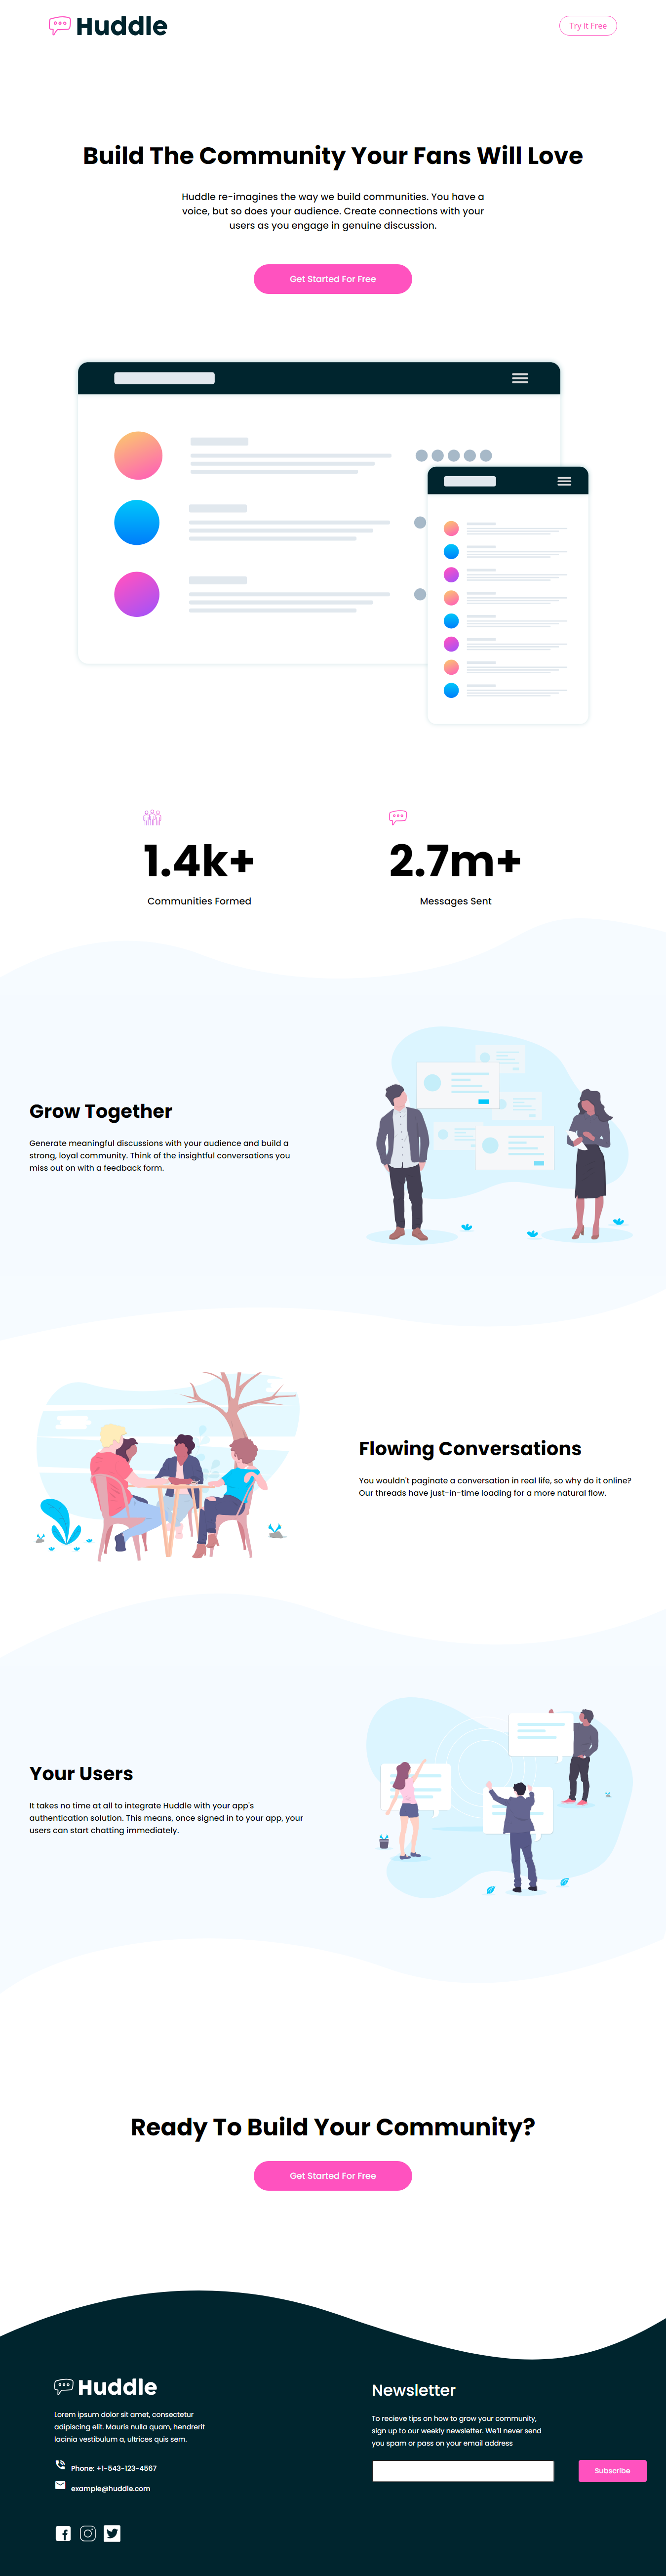 Huddle
Try it Free
Build The Community Your Fans Will Love
Huddle re-imagines the way we build communities. You have a
voice, but so does your audience. Create connections with your
users as you engage in genuine discussion.
Get Started For Free
1.4k+
Communities Formed
2.7m+
Messages Sent
Grow Together
Generate meaningful discussions with your audience and build a
strong, loyal community. Think of the insightful conversations you
miss out on with a feedback form.
Flowing Conversations
You wouldn't paginate a conversation in real life, so why do it online?
Our threads have just-in-time loading for a more natural flow.
Your Users
It takes no time at all to integrate Huddle with your app's
authentication solution. This means, once signed in to your app, your
users can start chatting immediately.
Ready To Build Your Community?
Get Started For Free
Huddle
Lorem ipsum dolor sit amet, consectetur
adipiscing elit. Mauris nulla quam, hendrerit
lacinia vestibulum a, ultrices quis sem.
Phone: +1-543-123-4567
example@huddle.com
Newsletter
To recieve tips on how to grow your community,
sign up to our weekly newsletter. We'll never send
you spam or pass on your email address
Subscribe